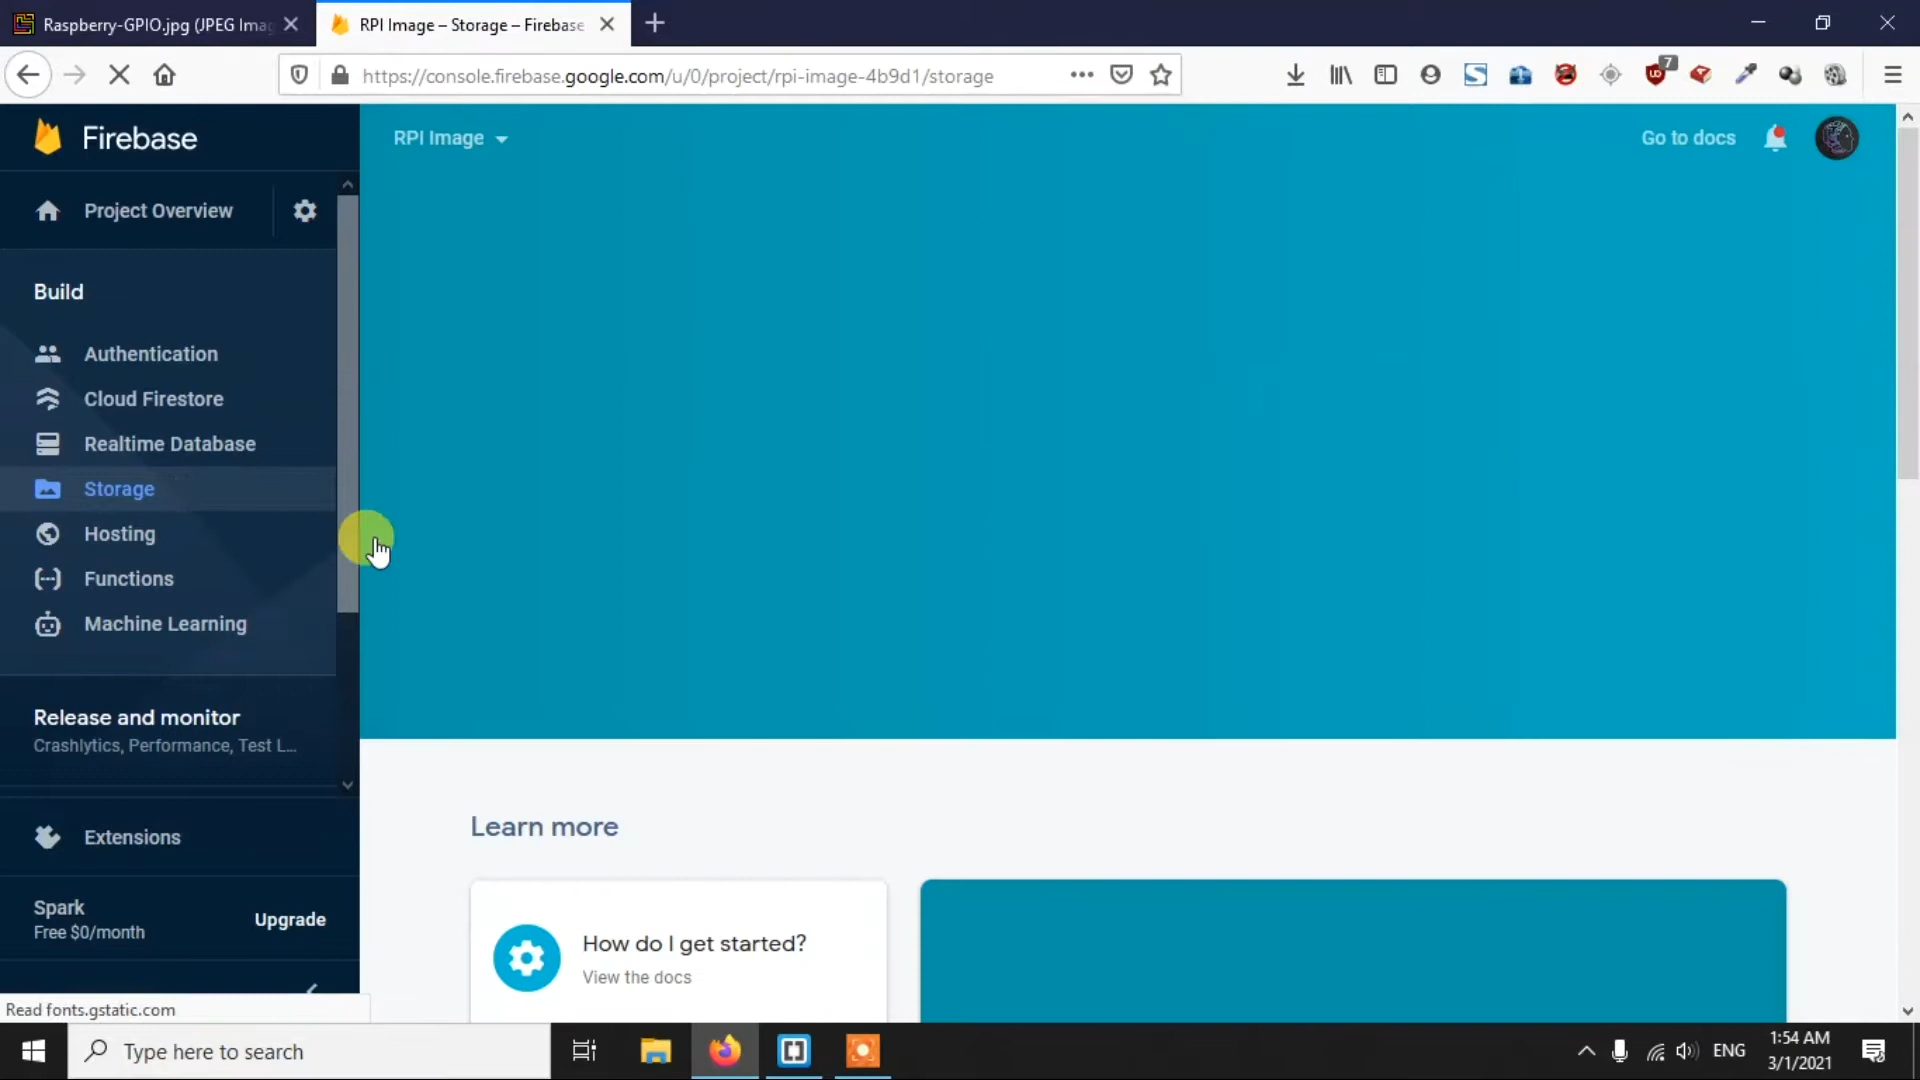 Raspberry-GPIO.jpg (JPEG Imag
RPI Image – Storage – Firebase
https://console.firebase.google.com/u/0/project/rpi-image-4b9d1/storage
7
Firebase
RPI Image
Go to docs
Project Overview
Build
Authentication
Cloud Firestore
Realtime Database
Storage
Hosting
Functions
Machine Learning
Release and monitor
Crashlytics, Performance, Test L...
Extensions
Spark
Free $0/month
Upgrade
Learn more
How do I get started?
View the docs
Read fonts.gstatic.com
Type here to search
ENG
1:54 AM
3/1/2021